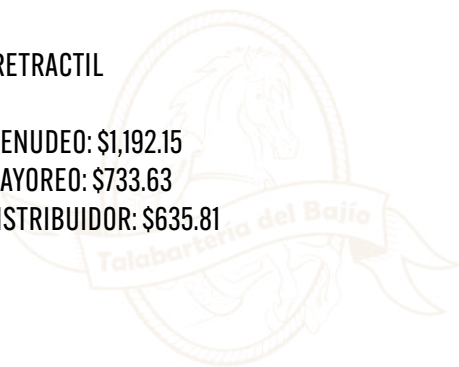 RETRACTIL
ENUDEO: $1,192.15
AYOREO: $733.63
ISTRIBUIDOR: $635.81
Talabartería del Bajío